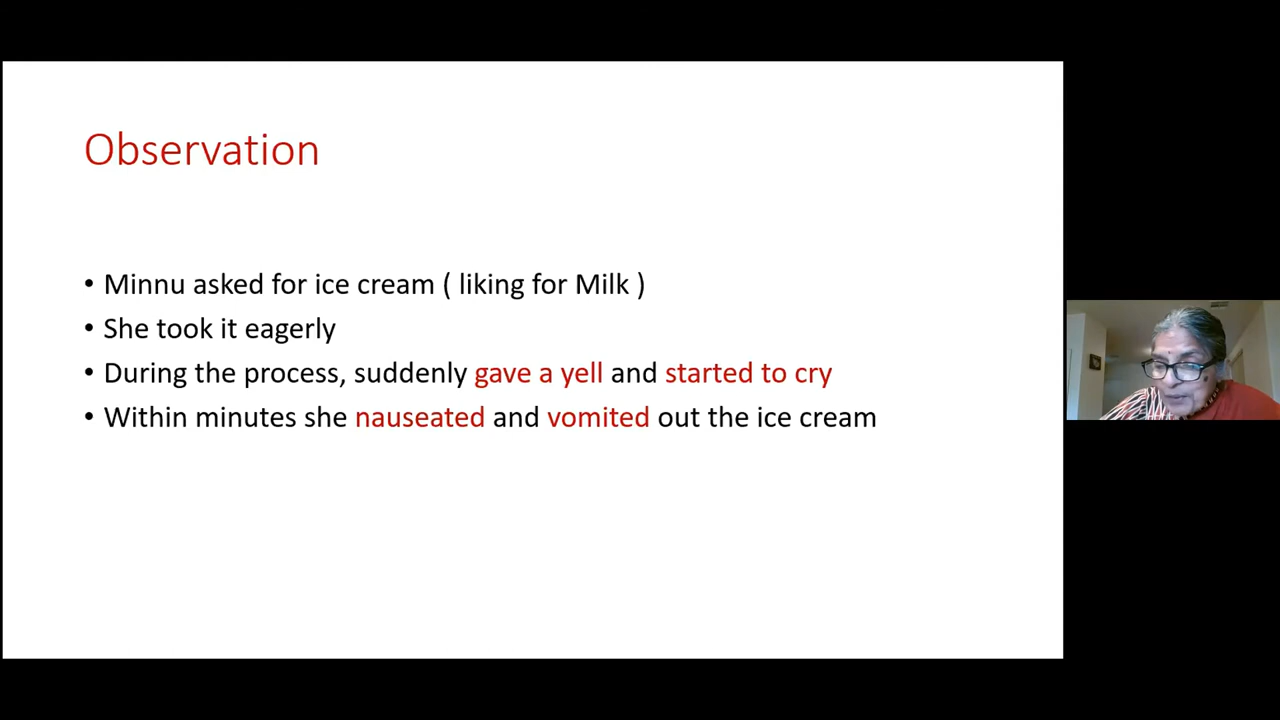 Observation
• Minnu asked for ice cream ( liking for Milk )
• She took it eagerly
• During the process, suddenly gave a yell and started to cry
• Within minutes she nauseated and vomited out the ice cream